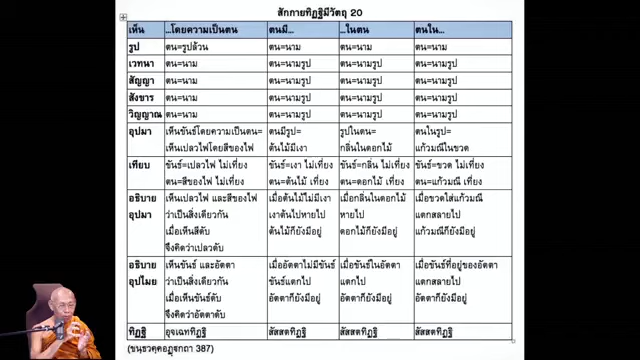 สักกายทิฏฐิมีวัตถุ 20
เห็น ...โดยความเป็นตน ตนมี... ...ในตน ตนใน...
รูป ตน=รูปล้วน ตน=นาม ตน=นาม ตน=นาม
เวทนา ตน=นาม ตน=นามรูป ตน=นามรูป ตน=นามรูป
สัญญา ตน=นาม ตน=นามรูป ตน=นามรูป ตน=นามรูป
สังขาร ตน=นาม ตน=นามรูป ตน=นามรูป ตน=นามรูป
วิญญาณ ตน=นาม ตน=นามรูป ตน=นามรูป ตน=นามรูป
อุปมา เห็นขันธ์โดยความเป็นตน= ตนมีรูป= รูปในตน= ตนในรูป=
เห็นเปลวไฟโดยสีของไฟ ต้นไม้มีเงา กลิ่นในดอกไม้ แก้วมณีในขวด
เทียบ ขันธ์=เปลวไฟ ไม่เที่ยง ขันธ์=เงา ไม่เที่ยง ขันธ์=กลิ่น ไม่เที่ยง ขันธ์=ขวด ไม่เที่ยง
ตน=สีของไฟ ไม่เที่ยง ตน=ต้นไม้ เที่ยง ตน=ดอกไม้ เที่ยง ตน=แก้วมณี เที่ยง
อธิบาย เห็นเปลวไฟ และสีของไฟ เมื่อต้นไม้ไม่มีเงา เมื่อกลิ่นในดอกไม้ เมื่อขวดใส่แก้วมณี
อุปมา ว่าเป็นสิ่งเดียวกัน เงาต้นไม้หายไป หายไป แตกสลายไป
เมื่อเห็นสีดับ ต้นไม้ก็ยังมีอยู่ ดอกไม้ก็ยังมีอยู่ แก้วมณีก็ยังมีอยู่
จึงคิดว่าเปลวดับ
อธิบาย เห็นขันธ์ และอัตตา เมื่ออัตตาไม่มีขันธ์ เมื่อขันธ์ในอัตตา เมื่อขันธ์ที่อยู่ของอัตตา
อุปไมย ว่าเป็นสิ่งเดียวกัน ขันธ์แตกไป แตกไป แตกสลายไป
เมื่อเห็นขันธ์ดับ อัตตาก็ยังมีอยู่ อัตตาก็ยังมีอยู่ อัตตาก็ยังมีอยู่
จึงคิดว่าอัตตาดับ
ทิฏฐิ อุจเฉททิฏฐิ สัสสตทิฏฐิ สัสสตทิฏฐิ สัสสตทิฏฐิ
(ขนฺธวคฺคอฏฺฐกถา 387)